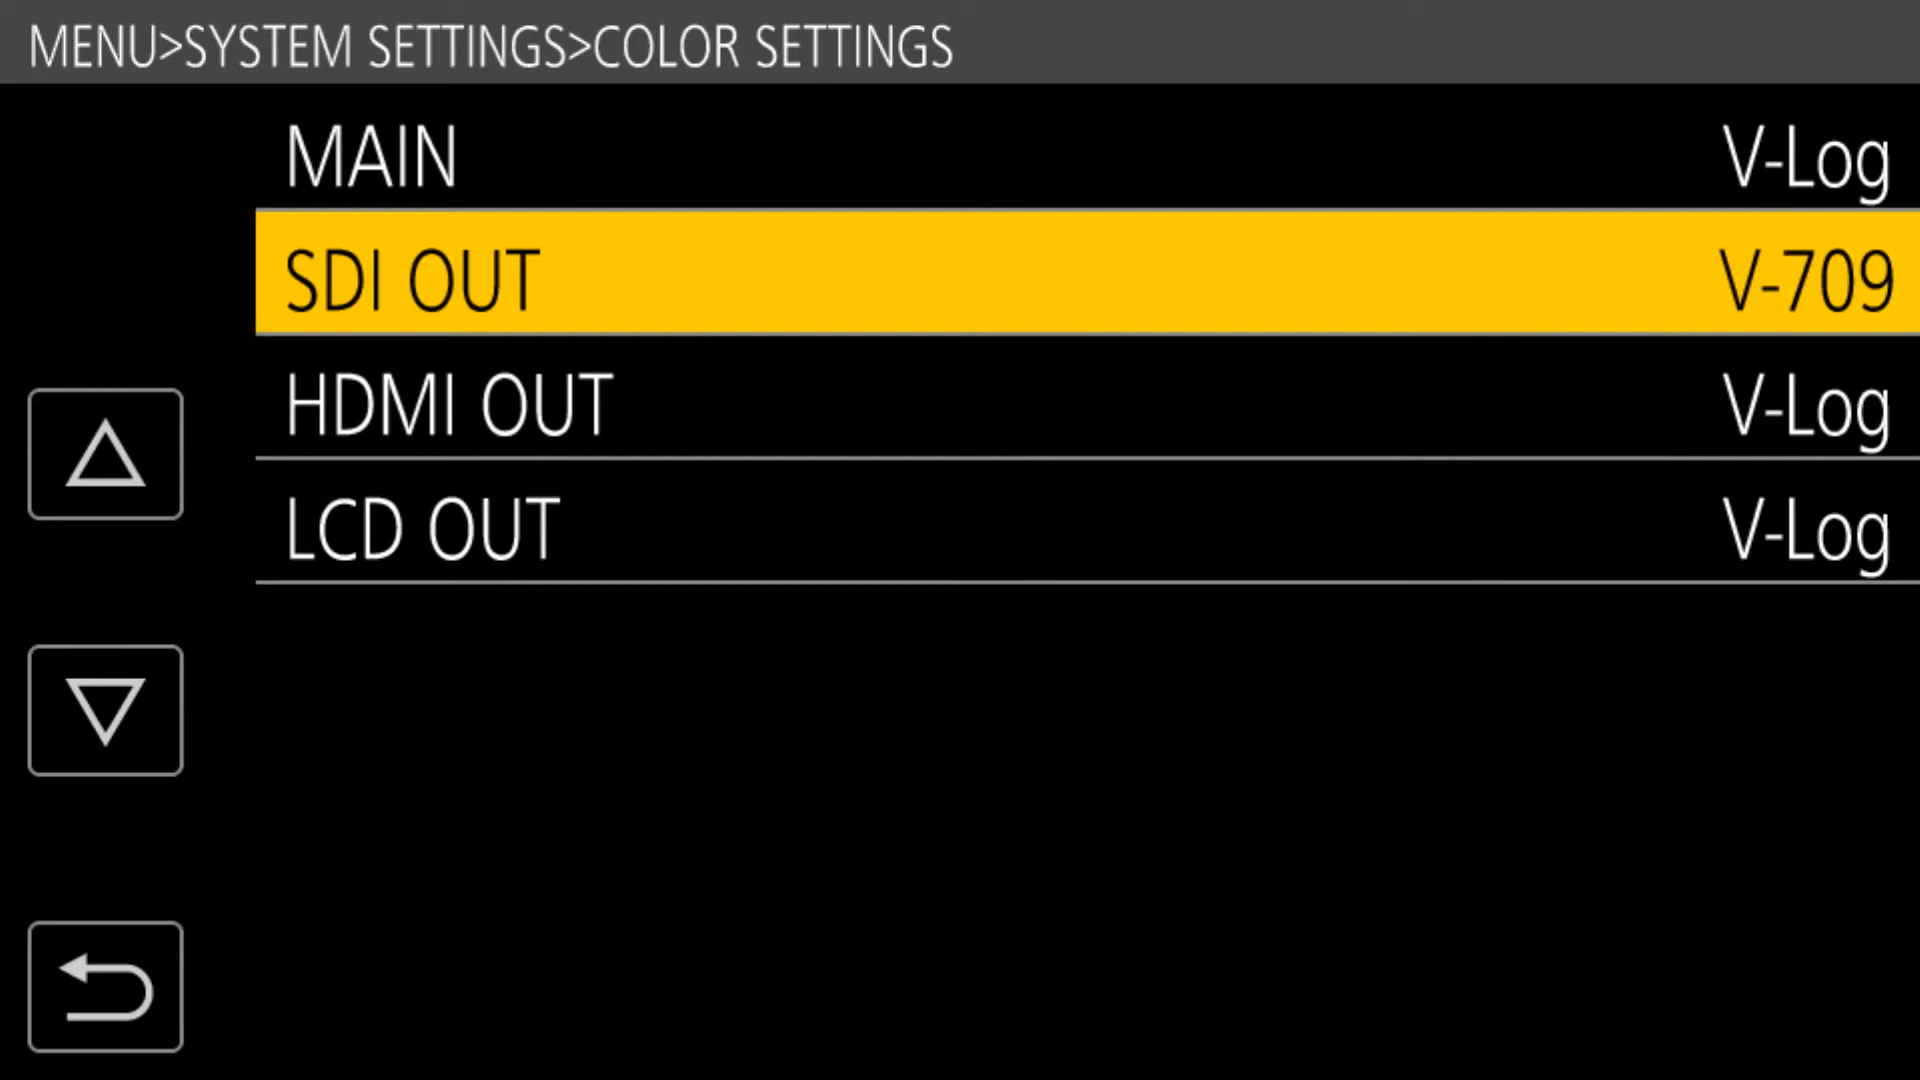 MENU>SYSTEM SETTINGS>COLOR SETTINGS
MAIN V-Log
SDI OUT V-709
HDMI OUT V-Log
LCD OUT V-Log